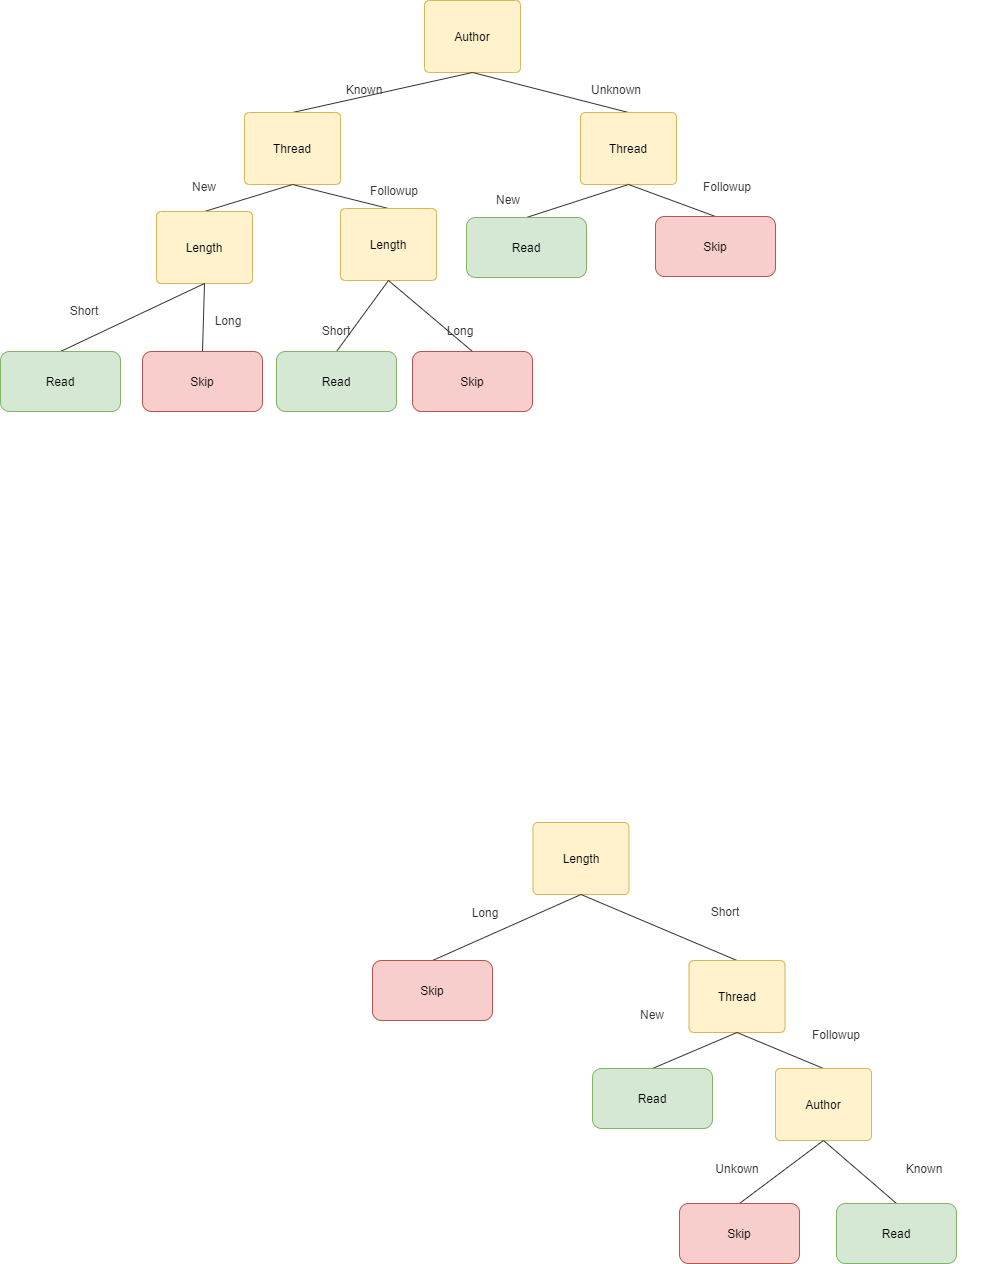 Author
Known
Unknown
Thread
Thread
New
Followup
New
Followup
Length
Length
Read
Skip
Short
Long
Short
Long
Read
Skip
Read
Skip
Length
Long
Short
Skip
Thread
New
Followup
Read
Author
Unkown
Known
Skip
Read